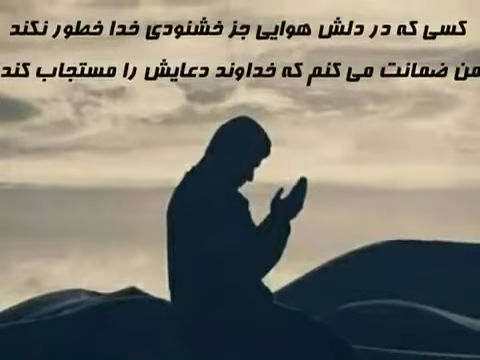 کسی که در دلش هوایی جز خشنودی خدا خطور نکند
من ضمانت می کنم که خداوند دعایش را مستجاب کند